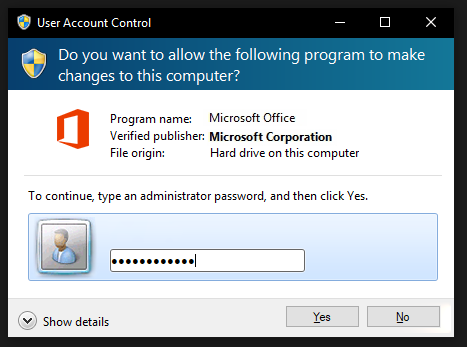 User Account Control
Do you want to allow the following program to make
changes to this computer?
Program name: Microsoft Office
Verified publisher: Microsoft Corporation
File origin: Hard drive on this computer
To continue, type an administrator password, and then click Yes.
••••••••••••
Show details
Yes
No